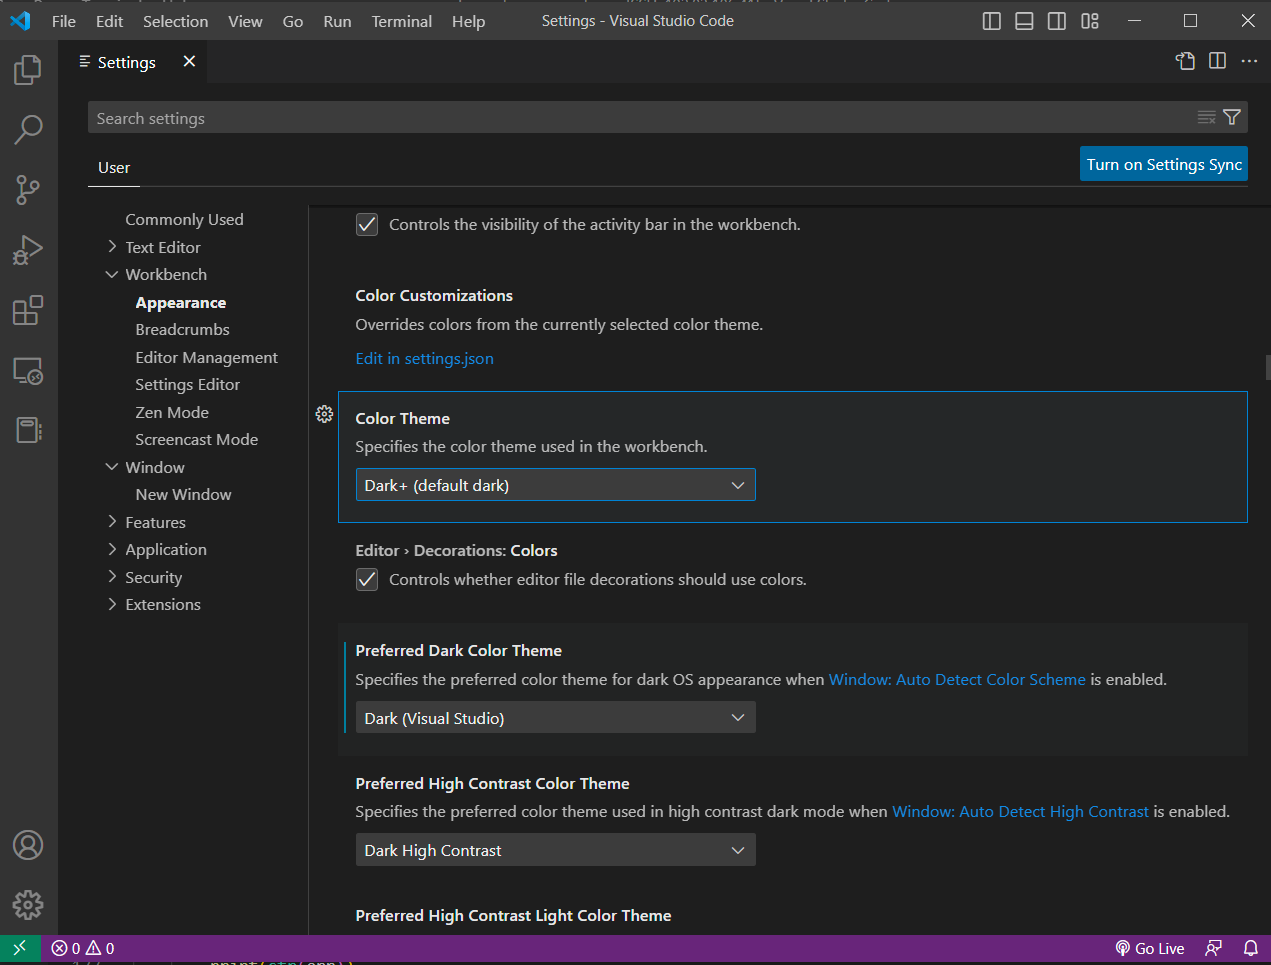 File Edit Selection View Go Run Terminal Help Settings - Visual Studio Code
Settings
Search settings
User
Turn on Settings Sync
Commonly Used
Text Editor
Workbench
Appearance
Breadcrumbs
Editor Management
Settings Editor
Zen Mode
Screencast Mode
Window
New Window
Features
Application
Security
Extensions
Controls the visibility of the activity bar in the workbench.
Color Customizations
Overrides colors from the currently selected color theme.
Edit in settings.json
Color Theme
Specifies the color theme used in the workbench.
Dark+ (default dark)
Editor › Decorations: Colors
Controls whether editor file decorations should use colors.
Preferred Dark Color Theme
Specifies the preferred color theme for dark OS appearance when Window: Auto Detect Color Scheme is enabled.
Dark (Visual Studio)
Preferred High Contrast Color Theme
Specifies the preferred color theme used in high contrast dark mode when Window: Auto Detect High Contrast is enabled.
Dark High Contrast
Preferred High Contrast Light Color Theme
0 0 Go Live